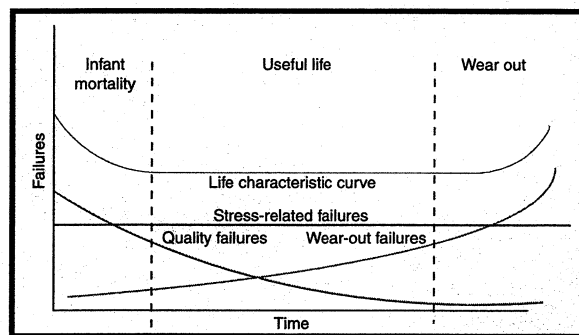 Infant
mortality
Useful life
Wear out
Failures
Life characteristic curve
Stress-related failures
Quality failures
Wear-out failures
Time